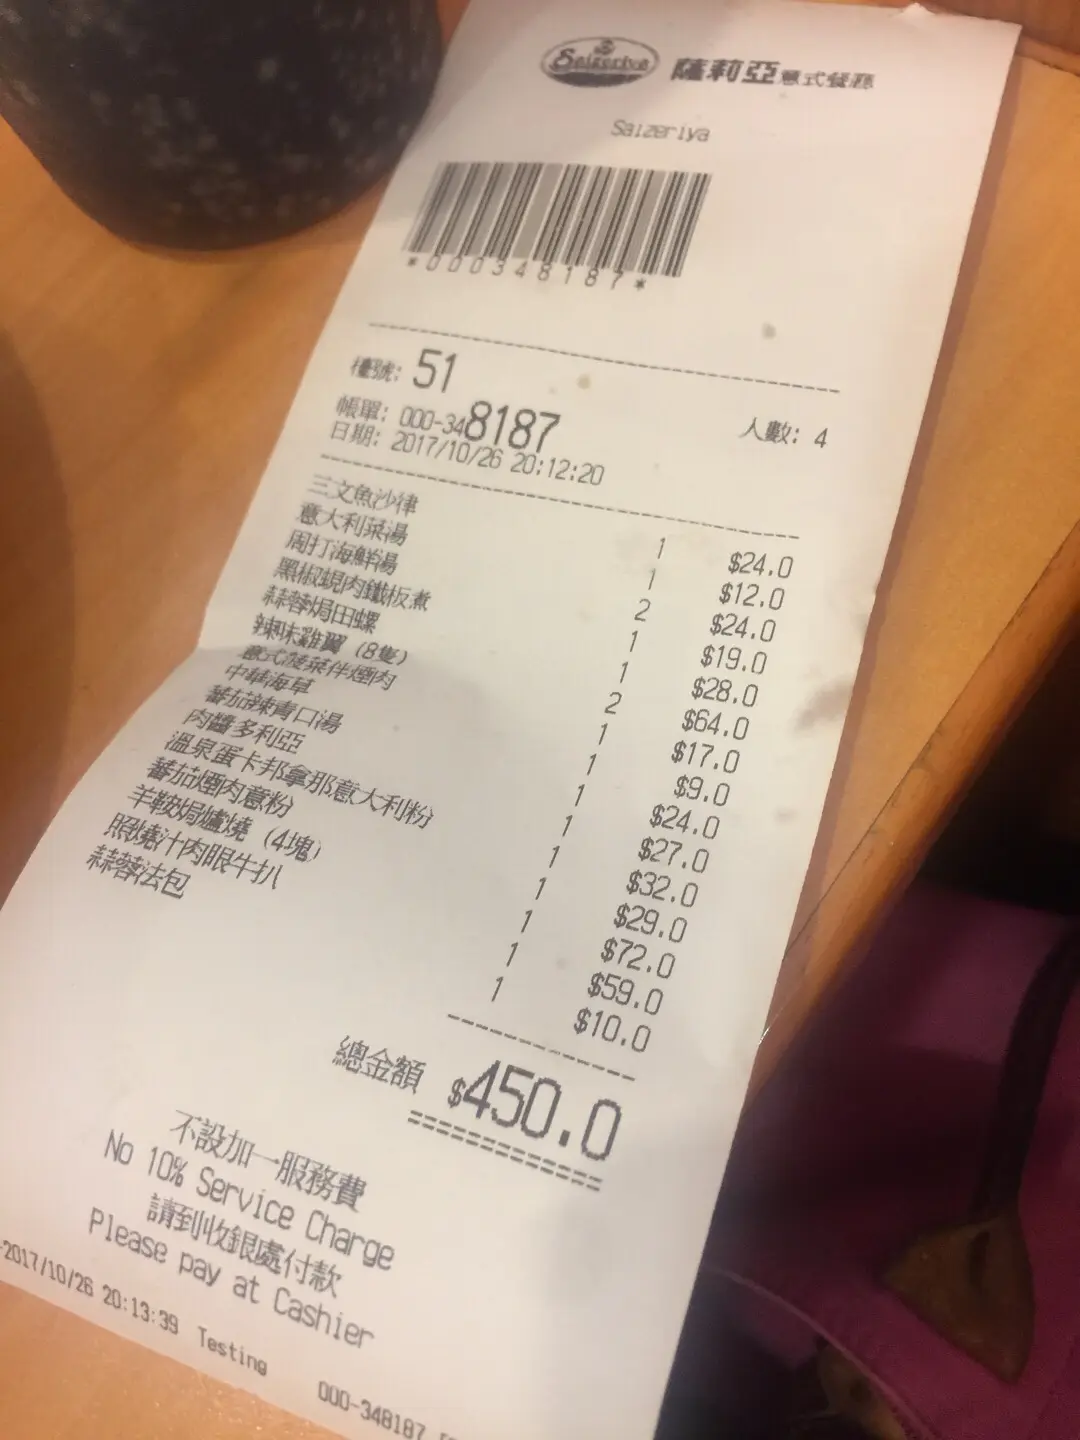 Saizeriya 薩莉亞意式餐廳
Saizeriya
*000348187*
檯號: 51
帳單: 000-348187 人數: 4
日期: 2017/10/26 20:12:20
三文魚沙律 1 $24.0
意大利菜湯 1 $12.0
周打海鮮湯 2 $24.0
黑椒蜆肉鐵板煮 1 $19.0
蒜蓉焗田螺 1 $28.0
辣味雞翼 (8隻) 2 $64.0
意式菠菜伴煙肉 1 $17.0
中華海草 1 $9.0
蕃茄辣青口湯 1 $24.0
肉醬多利亞 1 $27.0
溫泉蛋卡邦拿那意大利粉 1 $32.0
蕃茄煙肉意粉 1 $29.0
羊鞍焗爐燒 (4塊) 1 $72.0
照燒汁肉眼牛扒 1 $59.0
蒜蓉法包 1 $10.0
總金額 $450.0
不設加一服務費
No 10% Service Charge
請到收銀處付款
Please pay at Cashier
-2017/10/26 20:13:39 Testing 000-348187